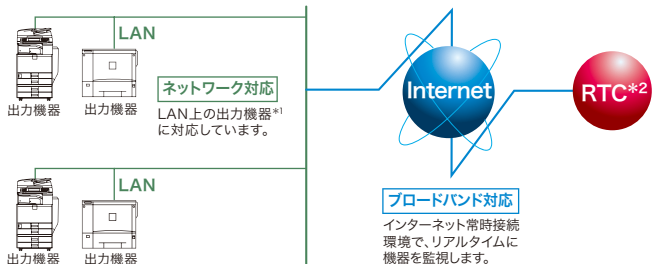 LAN
出力機器
出力機器
ネットワーク対応
LAN上の出力機器*1
に対応しています。
Internet
RTC*2
LAN
出力機器
出力機器
ブロードバンド対応
インターネット常時接続
環境で、リアルタイムに
機器を監視します。